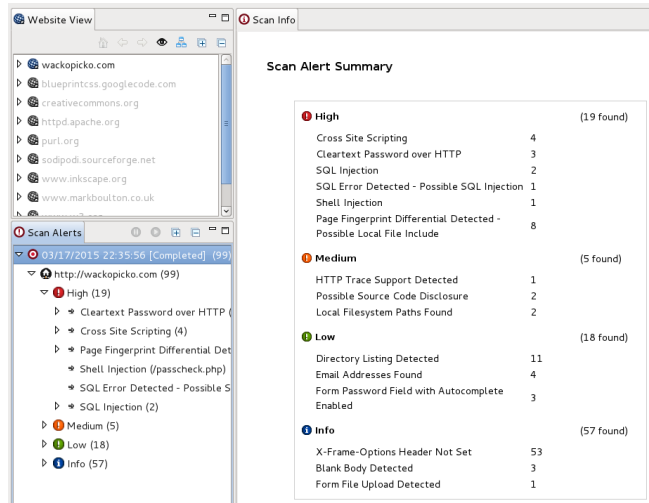 Website View
wackopicko.com
blueprintcss.googlecode.com
creativecommons.org
httpd.apache.org
purl.org
sodipodi.sourceforge.net
www.inkscape.org
www.markboulton.co.uk
Scan Alerts
03/17/2015 22:35:56 [Completed] (99)
http://wackopicko.com (99)
High (19)
Cleartext Password over HTTP (
Cross Site Scripting (4)
Page Fingerprint Differential Det
Shell Injection (/passcheck.php)
SQL Error Detected - Possible S
SQL Injection (2)
Medium (5)
Low (18)
Info (57)
Scan Info
Scan Alert Summary
High (19 found)
Cross Site Scripting 4
Cleartext Password over HTTP 3
SQL Injection 2
SQL Error Detected - Possible SQL Injection 1
Shell Injection 1
Page Fingerprint Differential Detected -
Possible Local File Include 8
Medium (5 found)
HTTP Trace Support Detected 1
Possible Source Code Disclosure 2
Local Filesystem Paths Found 2
Low (18 found)
Directory Listing Detected 11
Email Addresses Found 4
Form Password Field with Autocomplete
Enabled 3
Info (57 found)
X-Frame-Options Header Not Set 53
Blank Body Detected 3
Form File Upload Detected 1